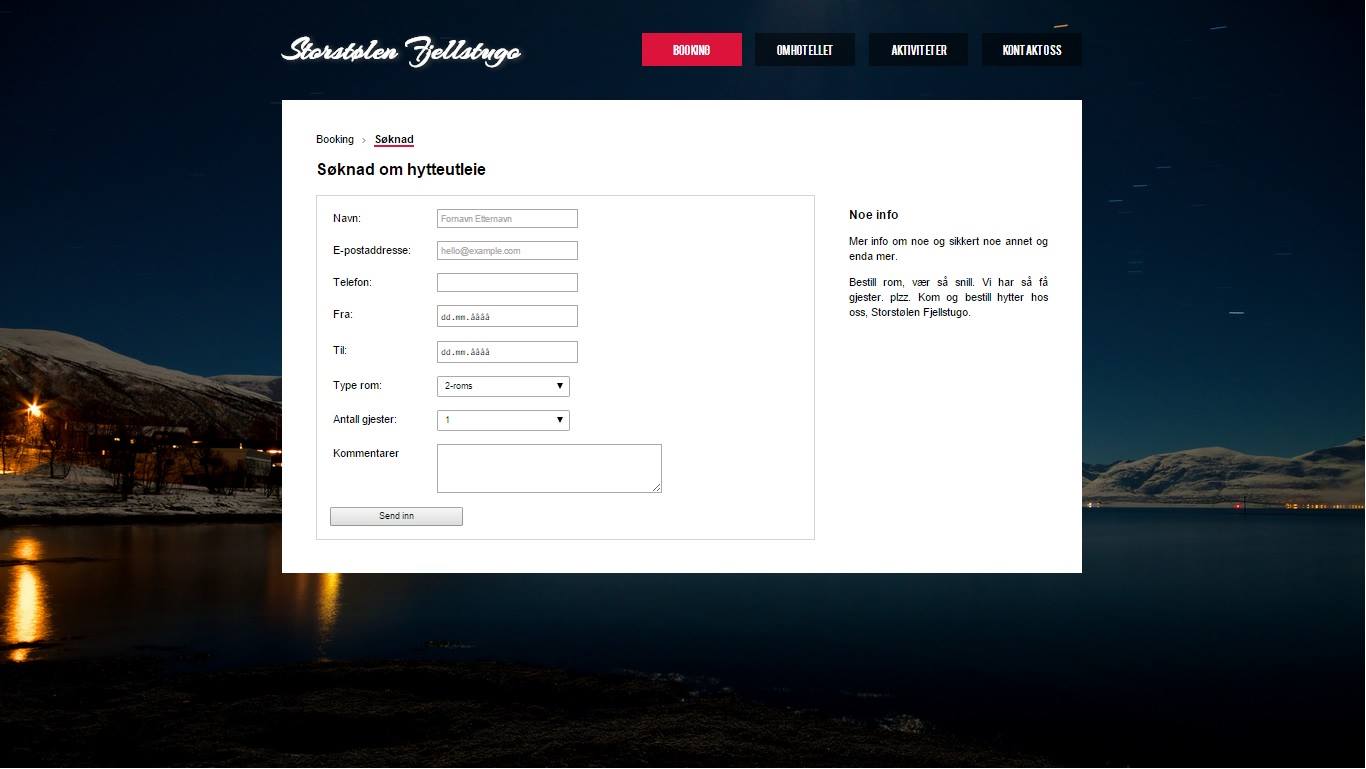 Storstølen Fjellstugo
BOOKING
OM HOTELLET
AKTIVITETER
KONTAKT OSS
Booking > Søknad
Søknad om hytteutleie
Navn: Fornavn Etternavn
E-postaddresse: hello@example.com
Telefon:
Fra: dd.mm.åååå
Til: dd.mm.åååå
Type rom: 2-roms ▼
Antall gjester: 1 ▼
Kommentarer
Send inn
Noe info
Mer info om noe og sikkert noe annet og
enda mer.
Bestill rom, vær så snill. Vi har så få
gjester. plzz. Kom og bestill hytter hos
oss, Storstølen Fjellstugo.